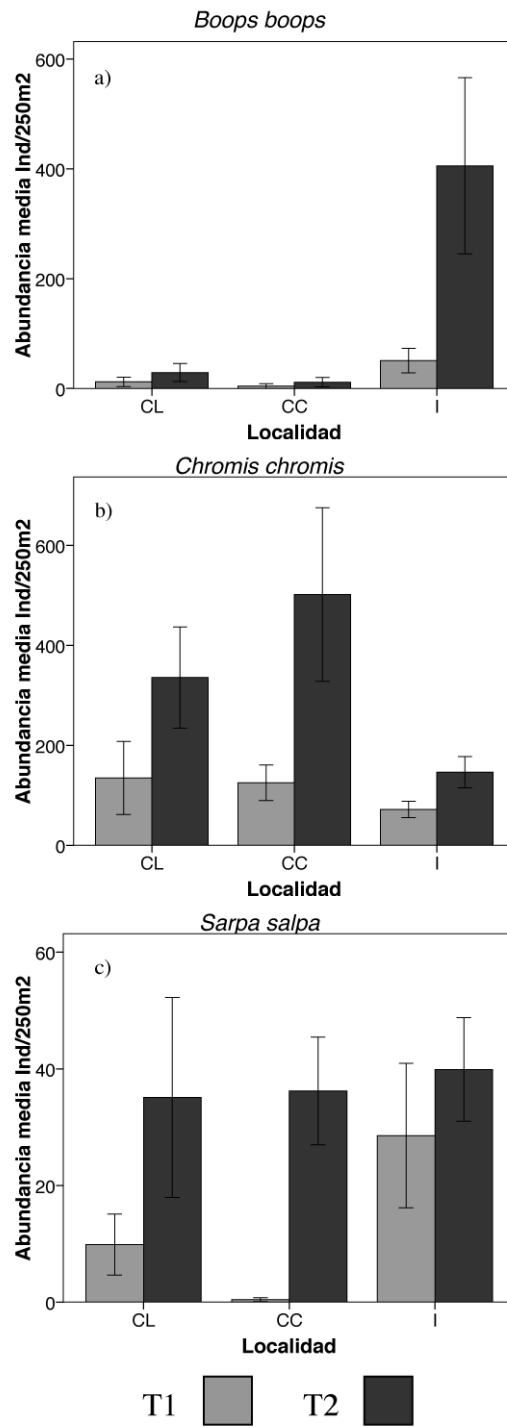 Boops boops
a)
600
400
200
0
Abundancia media Ind/250m2
CL CC I
Localidad
Chromis chromis
b)
600
400
200
0
Abundancia media Ind/250m2
CL CC I
Localidad
Sarpa salpa
c)
60
40
20
0
Abundancia media Ind/250m2
CL CC I
Localidad
T1 T2